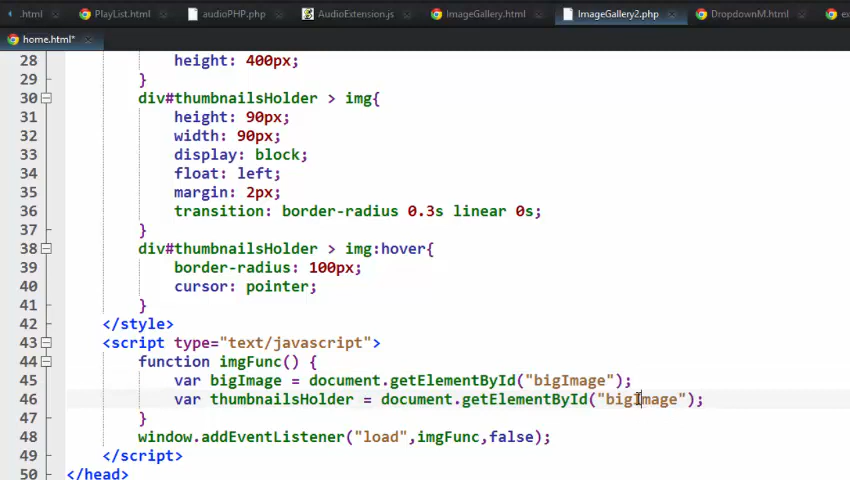 .html PlayList.html audioPHP.php AudioExtension.js ImageGallery.html ImageGallery2.php DropdownM.html
home.html*
28 height: 400px;
29 }
30 div#thumbnailsHolder > img{
31 height: 90px;
32 width: 90px;
33 display: block;
34 float: left;
35 margin: 2px;
36 transition: border-radius 0.3s linear 0s;
37 }
38 div#thumbnailsHolder > img:hover{
39 border-radius: 100px;
40 cursor: pointer;
41 }
42 </style>
43 <script type="text/javascript">
44 function imgFunc() {
45 var bigImage = document.getElementById("bigImage");
46 var thumbnailsHolder = document.getElementById("bigImage");
47 }
48 window.addEventListener("load",imgFunc,false);
49 </script>
50 </head>